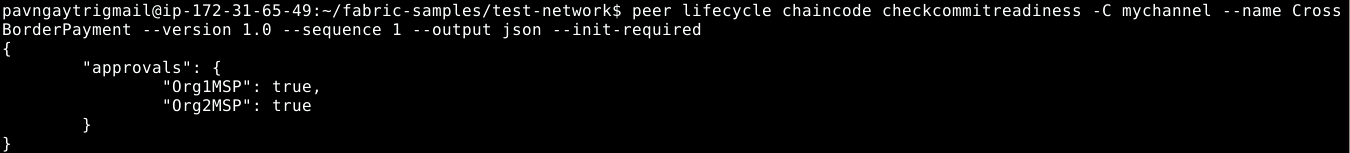 pavngaytrigmail@ip-172-31-65-49:~/fabric-samples/test-network$ peer lifecycle chaincode checkcommitreadiness -C mychannel --name Cross
BorderPayment --version 1.0 --sequence 1 --output json --init-required
{
        "approvals": {
                "Org1MSP": true,
                "Org2MSP": true
        }
}